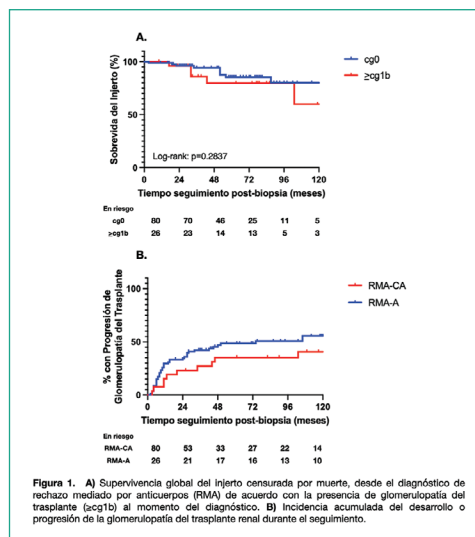 A.
cg0
≥cg1b
Sobrevida del Injerto (%)
100
50
0
Log-rank: p=0.2837
0 24 48 72 96 120
Tiempo seguimiento post-biopsia (meses)
En riesgo
cg0 80 70 46 25 11 5
≥cg1b 26 23 14 13 5 3
B.
RMA-CA
RMA-A
% con Progresión de
Glomerulopatía del Trasplante
100
50
0
0 24 48 72 96 120
Tiempo seguimiento post-biopsia (meses)
En riesgo
RMA-CA 80 53 33 27 22 14
RMA-A 26 21 17 16 13 10
Figura 1. A) Supervivencia global del injerto censurada por muerte, desde el diagnóstico de
rechazo mediado por anticuerpos (RMA) de acuerdo con la presencia de glomerulopatía del
trasplante (≥cg1b) al momento del diagnóstico. B) Incidencia acumulada del desarrollo o
progresión de la glomerulopatía del trasplante renal durante el seguimiento.